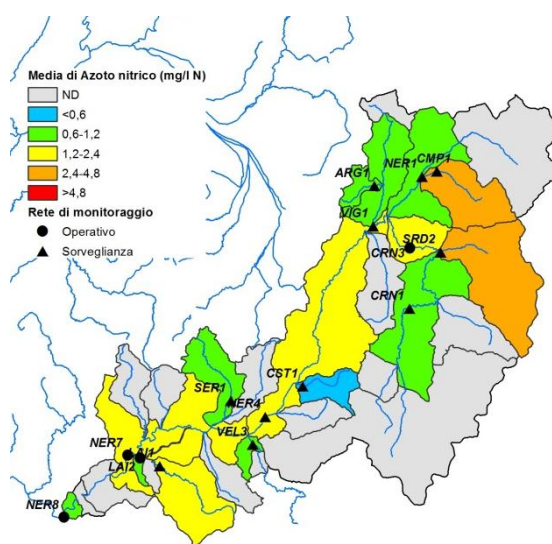 Media di Azoto nitrico (mg/l N)
ND
<0,6
0,6-1,2
1,2-2,4
2,4-4,8
>4,8
Rete di monitoraggio
Operativo
Sorveglianza
NER1
CMP1
ARG1
VIG1
SRD2
CRN3
CRN1
CST1
SER1
NER4
VEL3
NER7
LAI2
NER8